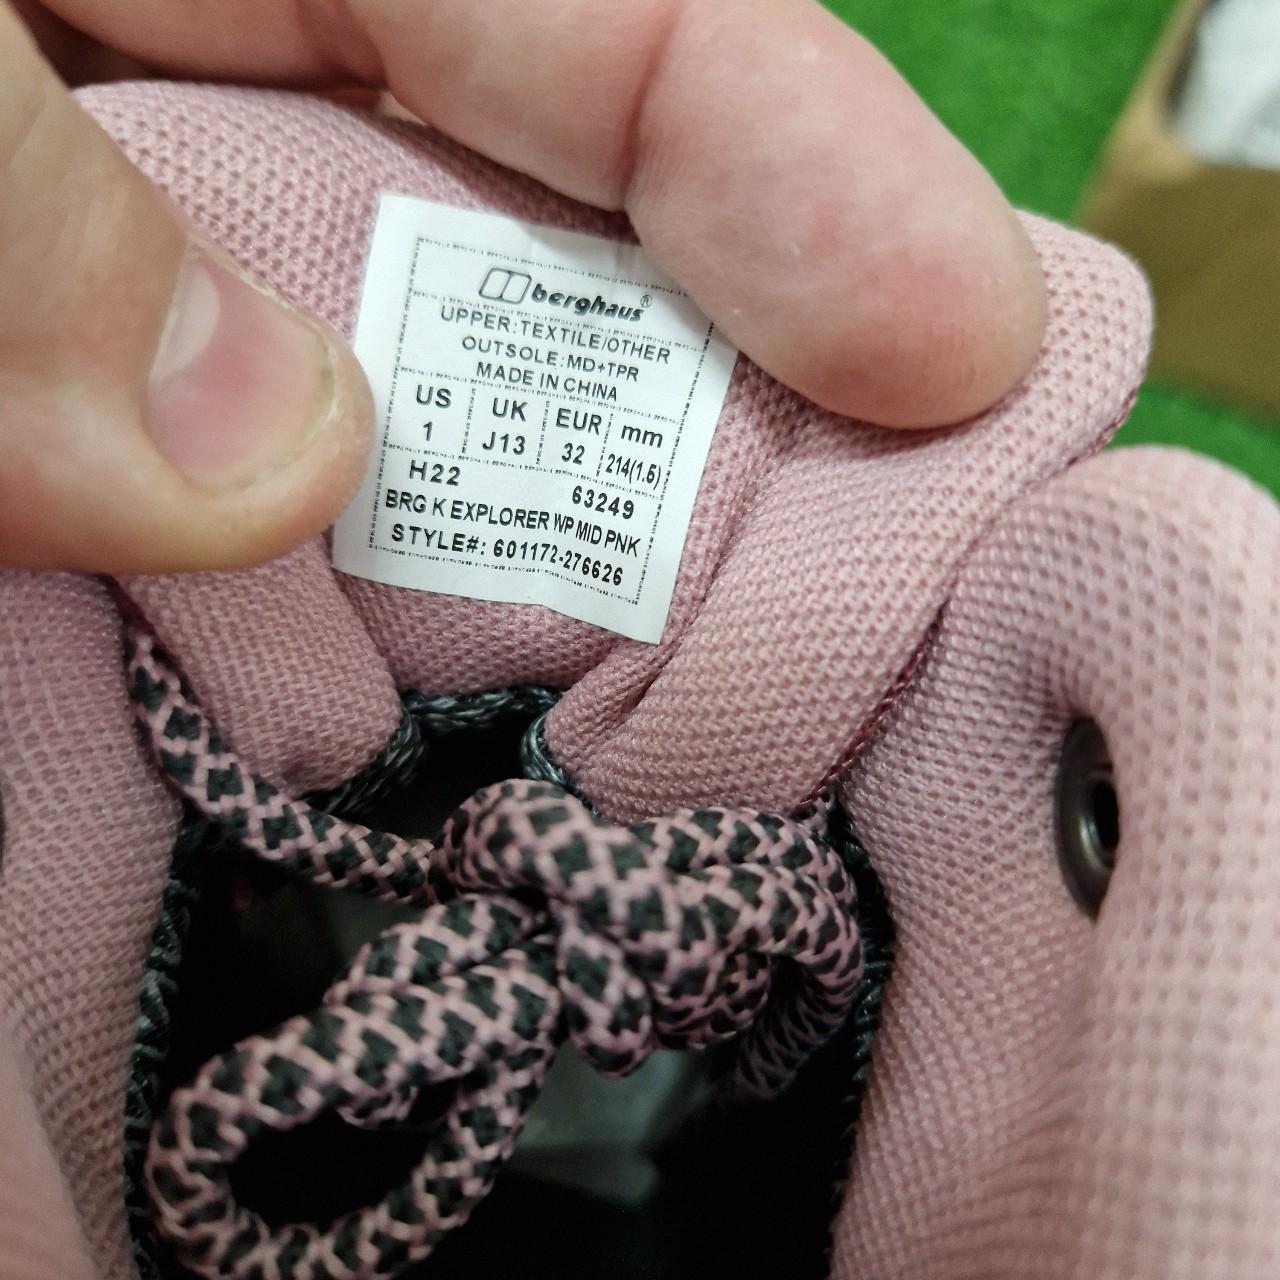 berghaus®
UPPER:TEXTILE/OTHER
OUTSOLE:MD+TPR
MADE IN CHINA
US UK EUR mm
1 J13 32 214(1.5)
H22 63249
BRG K EXPLORER WP MID PNK
STYLE#: 601172-276626